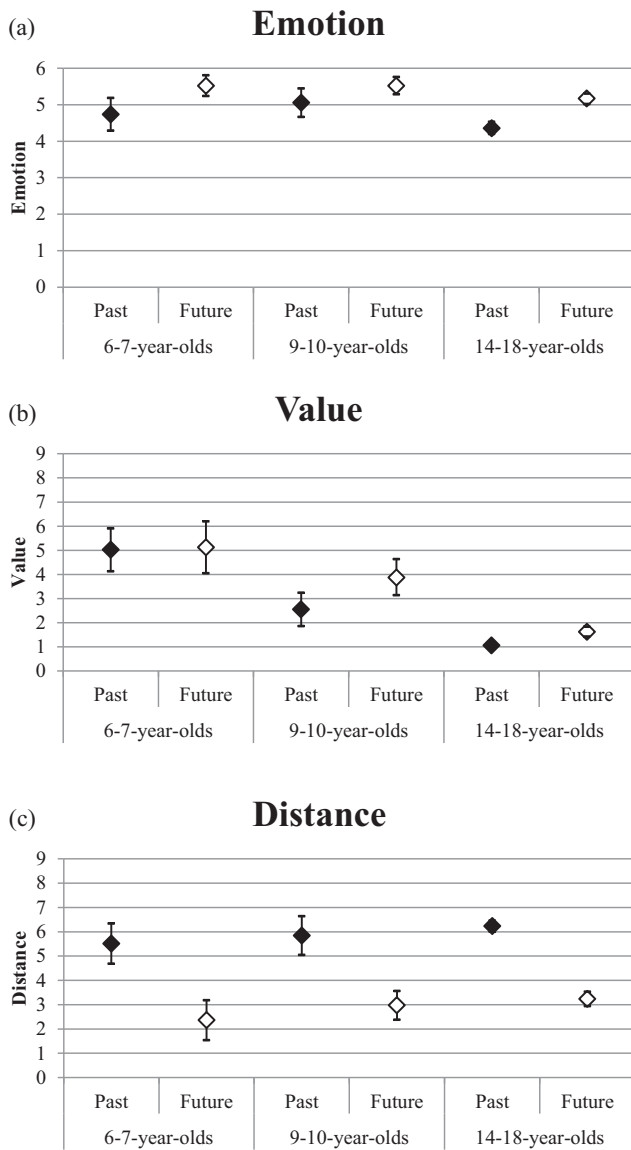 (a)
Emotion
6
5
4
3
2
1
0
Emotion
Past Future Past Future Past Future
6-7-year-olds 9-10-year-olds 14-18-year-olds
(b)
Value
9
8
7
6
5
4
3
2
1
0
Value
Past Future Past Future Past Future
6-7-year-olds 9-10-year-olds 14-18-year-olds
(c)
Distance
9
8
7
6
5
4
3
2
1
0
Distance
Past Future Past Future Past Future
6-7-year-olds 9-10-year-olds 14-18-year-olds